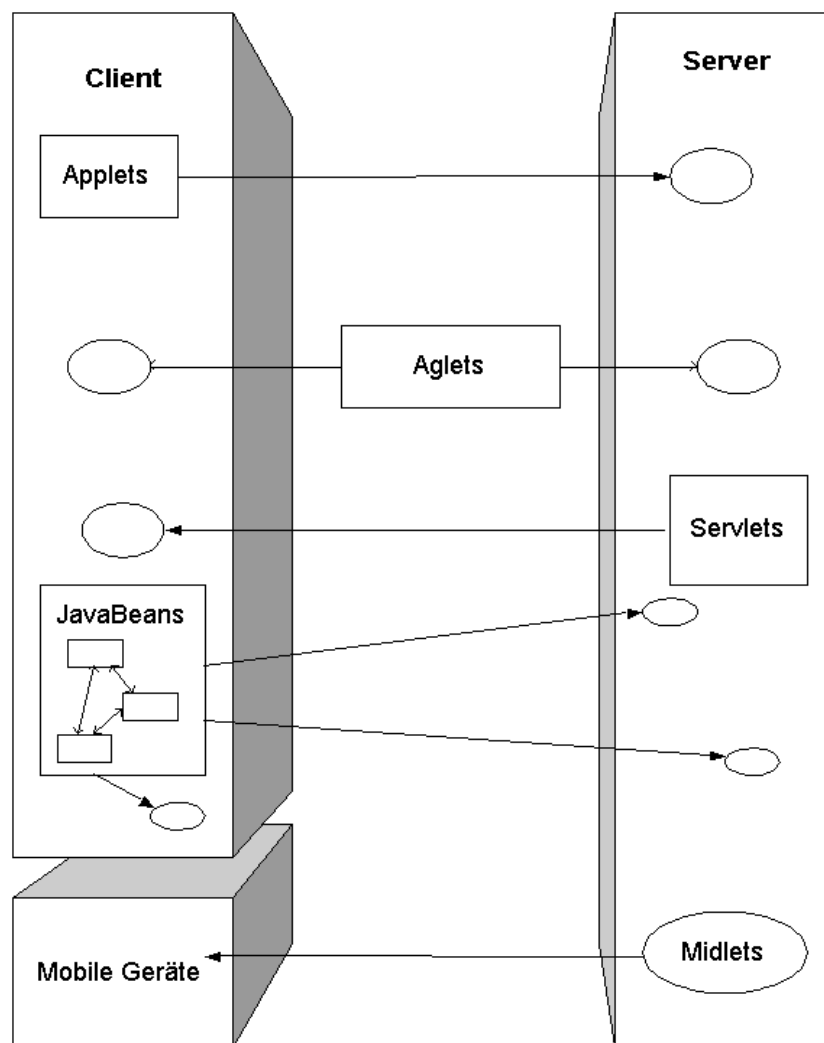 Client
Server
Applets
Aglets
Servlets
JavaBeans
Mobile Geräte
Midlets